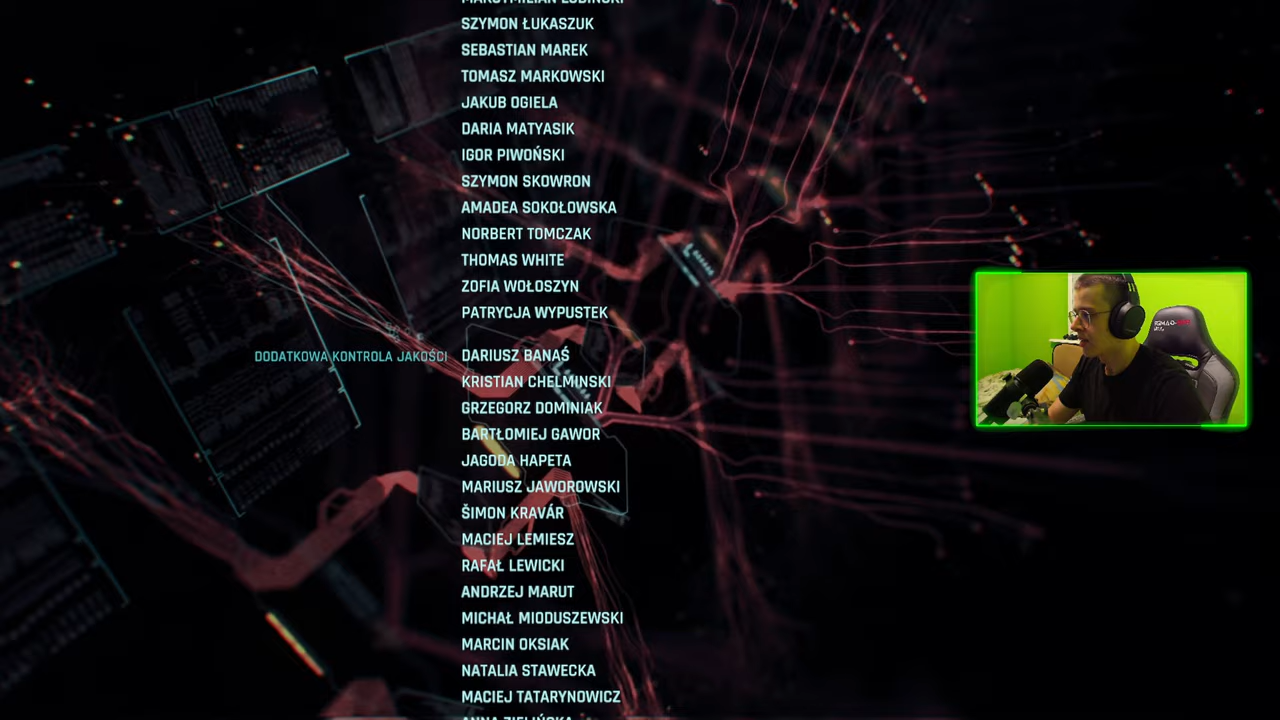 SZYMON ŁUKASZUK
SEBASTIAN MAREK
TOMASZ MARKOWSKI
JAKUB OGIELA
DARIA MATYASIK
IGOR PIWOŃSKI
SZYMON SKOWRON
AMADEA SOKOŁOWSKA
NORBERT TOMCZAK
THOMAS WHITE
ZOFIA WOŁOSZYN
PATRYCJA WYPUSTEK
DODATKOWA KONTROLA JAKOŚCI DARIUSZ BANAŚ
KRISTIAN CHELMINSKI
GRZEGORZ DOMINIAK
BARTŁOMIEJ GAWOR
JAGODA HAPETA
MARIUSZ JAWOROWSKI
ŠIMON KRAVÁR
MACIEJ LEMIESZ
RAFAŁ LEWICKI
ANDRZEJ MARUT
MICHAŁ MIODUSZEWSKI
MARCIN OKSIAK
NATALIA STAWECKA
MACIEJ TATARYNOWICZ